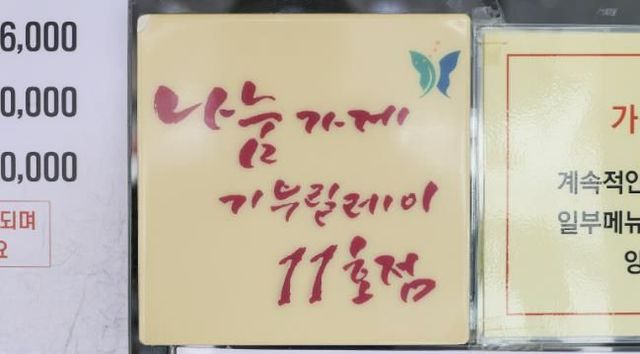 6,000
0,000
0,000
되며
요
나눔가게
기부릴레이
11호점
가
계속적인
일부메뉴
양